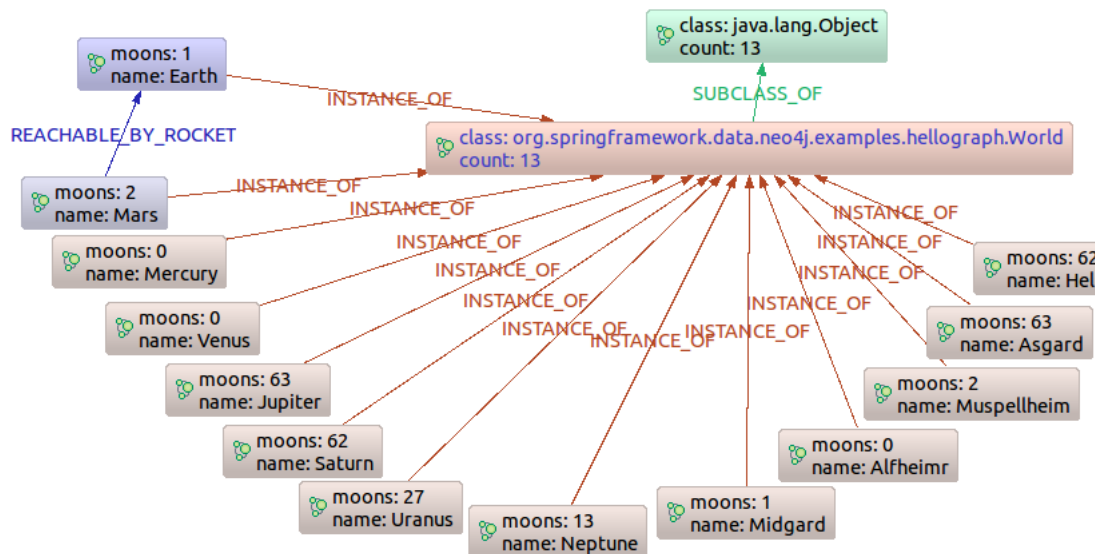 class: java.lang.Object
count: 13
moons: 1
name: Earth
SUBCLASS_OF
INSTANCE_OF
REACHABLE_BY_ROCKET
class: org.springframework.data.neo4j.examples.hellograph.World
count: 13
moons: 2
name: Mars
INSTANCE_OF
INSTANCE_OF
INSTANCE_OF
moons: 0
name: Mercury
INSTANCE_OF
INSTANCE_OF
moons: 62
name: Hel
INSTANCE_OF
INSTANCE_OF
INSTANCE_OF
INSTANCE_OF
moons: 0
name: Venus
INSTANCE_OF
INSTANCE_OF
INSTANCE_OF
moons: 63
name: Asgard
moons: 63
name: Jupiter
moons: 2
name: Muspellheim
moons: 62
name: Saturn
moons: 0
name: Alfheimr
moons: 27
name: Uranus
moons: 1
name: Midgard
moons: 13
name: Neptune